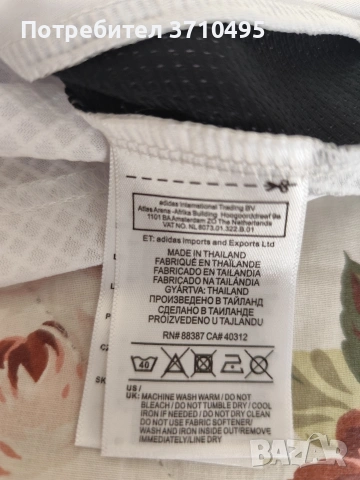 Потребител 3710495
adidas International Trading BV
Atlas Arena -Afrika Building Hoogoorddreef 9a
1101 BA Amsterdam ZO The Netherlands
VAT NO. NL 8073.01.322.B.01
ET: adidas Imports and Exports Ltd
MADE IN THAILAND
FABRIQUÉ EN THAÏLANDE
FABRICADO EN TAILANDIA
FABRICADO NA TAILÂNDIA
GYÁRTVA: THAILAND
ПРОИЗВЕДЕНО В ТАЙЛАНД
СДЕЛАНО В ТАИЛАНДЕ
PROIZVEDENO U TAJLANDU
RN# 88387 CA# 40312
40
US /
UK: MACHINE WASH WARM / DO NOT
BLEACH / DO NOT TUMBLE DRY / COOL
IRON IF NEEDED / DO NOT DRY CLEAN
DO NOT USE FABRIC SOFTENER/
WASH AND IRON INSIDE OUT/REMOVE
IMMEDIATELY/LINE DRY
BAZAR